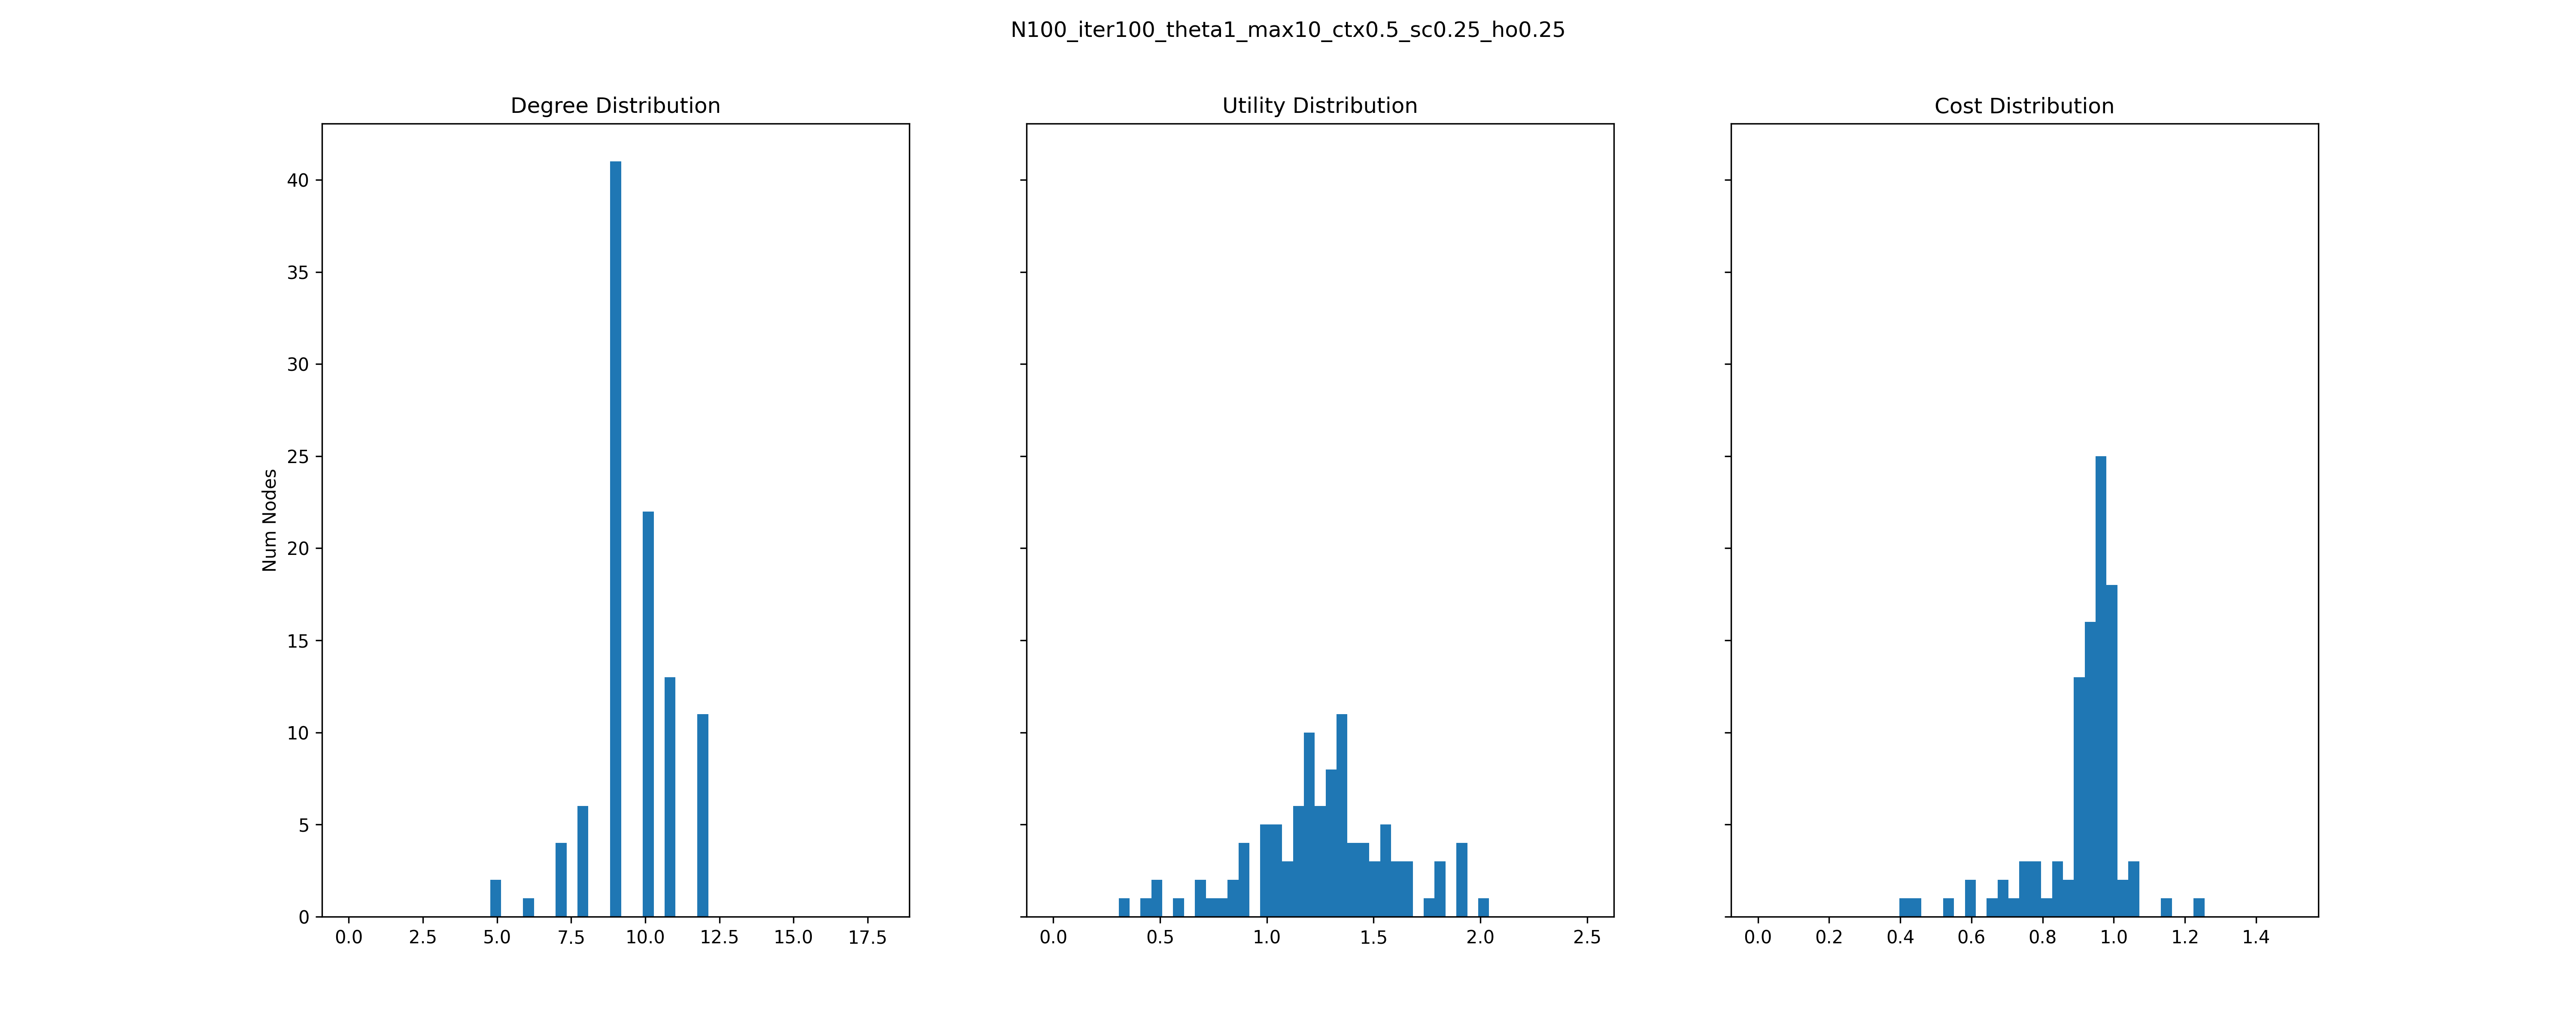 N100_iter100_theta1_max10_ctx0.5_sc0.25_ho0.25
Degree Distribution
Utility Distribution
Cost Distribution
Num Nodes
40
35
30
25
20
15
10
5
0
0.0 2.5 5.0 7.5 10.0 12.5 15.0 17.5
0.0 0.5 1.0 1.5 2.0 2.5
0.0 0.2 0.4 0.6 0.8 1.0 1.2 1.4